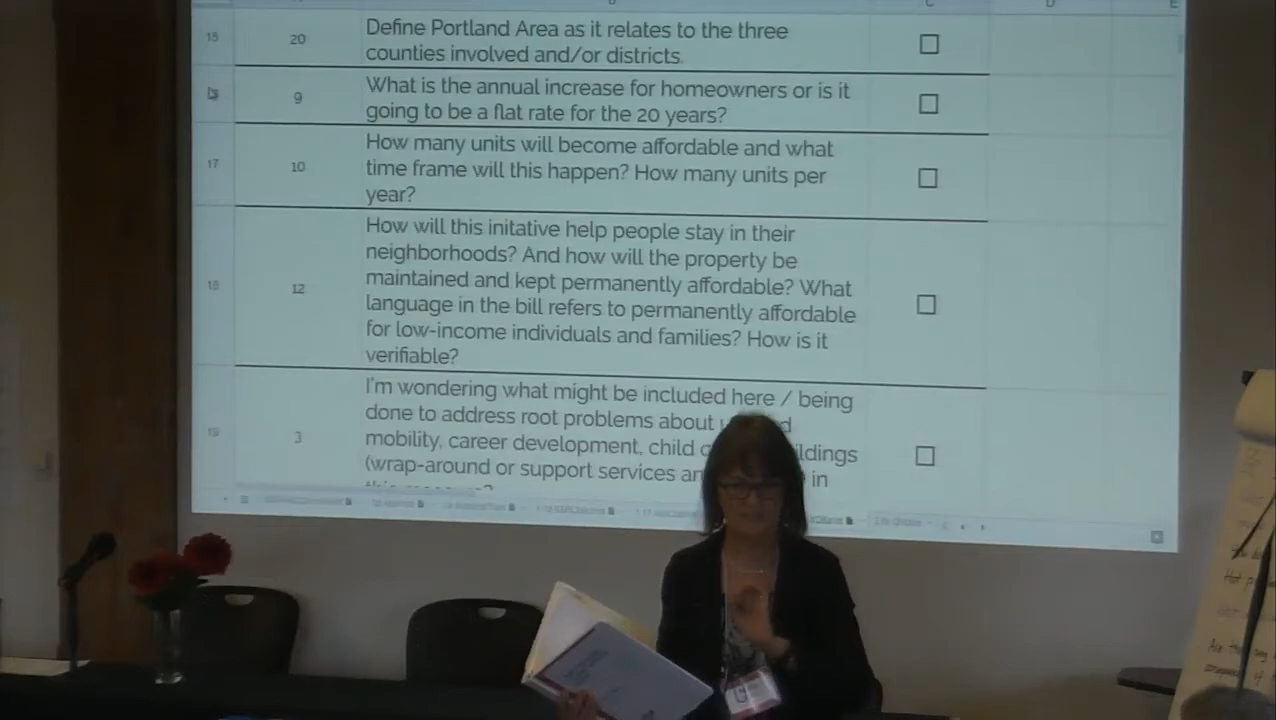 15 20 Define Portland Area as it relates to the three
counties involved and/or districts.
9 What is the annual increase for homeowners or is it
going to be a flat rate for the 20 years?
17 10 How many units will become affordable and what
time frame will this happen? How many units per
year?
18 12 How will this initative help people stay in their
neighborhoods? And how will the property be
maintained and kept permanently affordable? What
language in the bill refers to permanently affordable
for low-income individuals and families? How is it
verifiable?
19 3 I'm wondering what might be included here / being
done to address root problems about
mobility, career development, child
(wrap-around or support services in